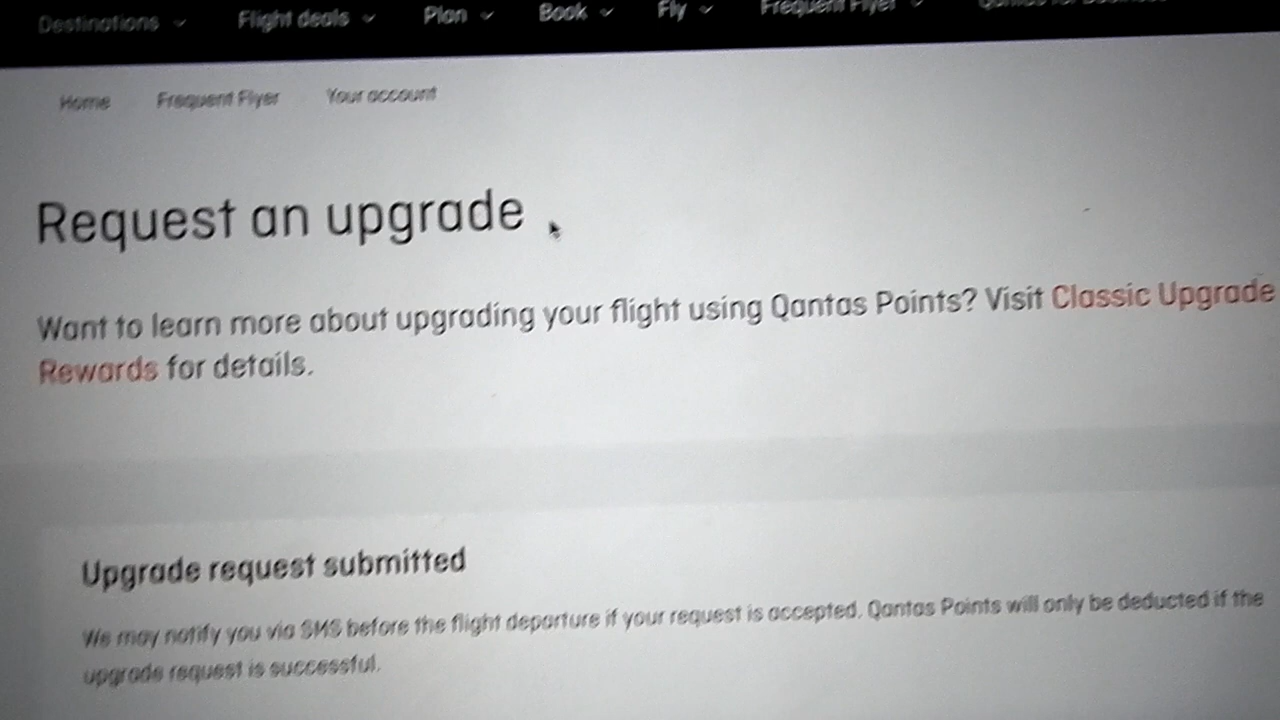 Destinations Flight deals Plan Book Fly Frequent Flyer
Home Frequent Flyer Your account
Request an upgrade
Want to learn more about upgrading your flight using Qantas Points? Visit Classic Upgrade
Rewards for details.
Upgrade request submitted
We may notify you via SMS before the flight departure if your request is accepted. Qantas Points will only be deducted if the
upgrade request is successful.